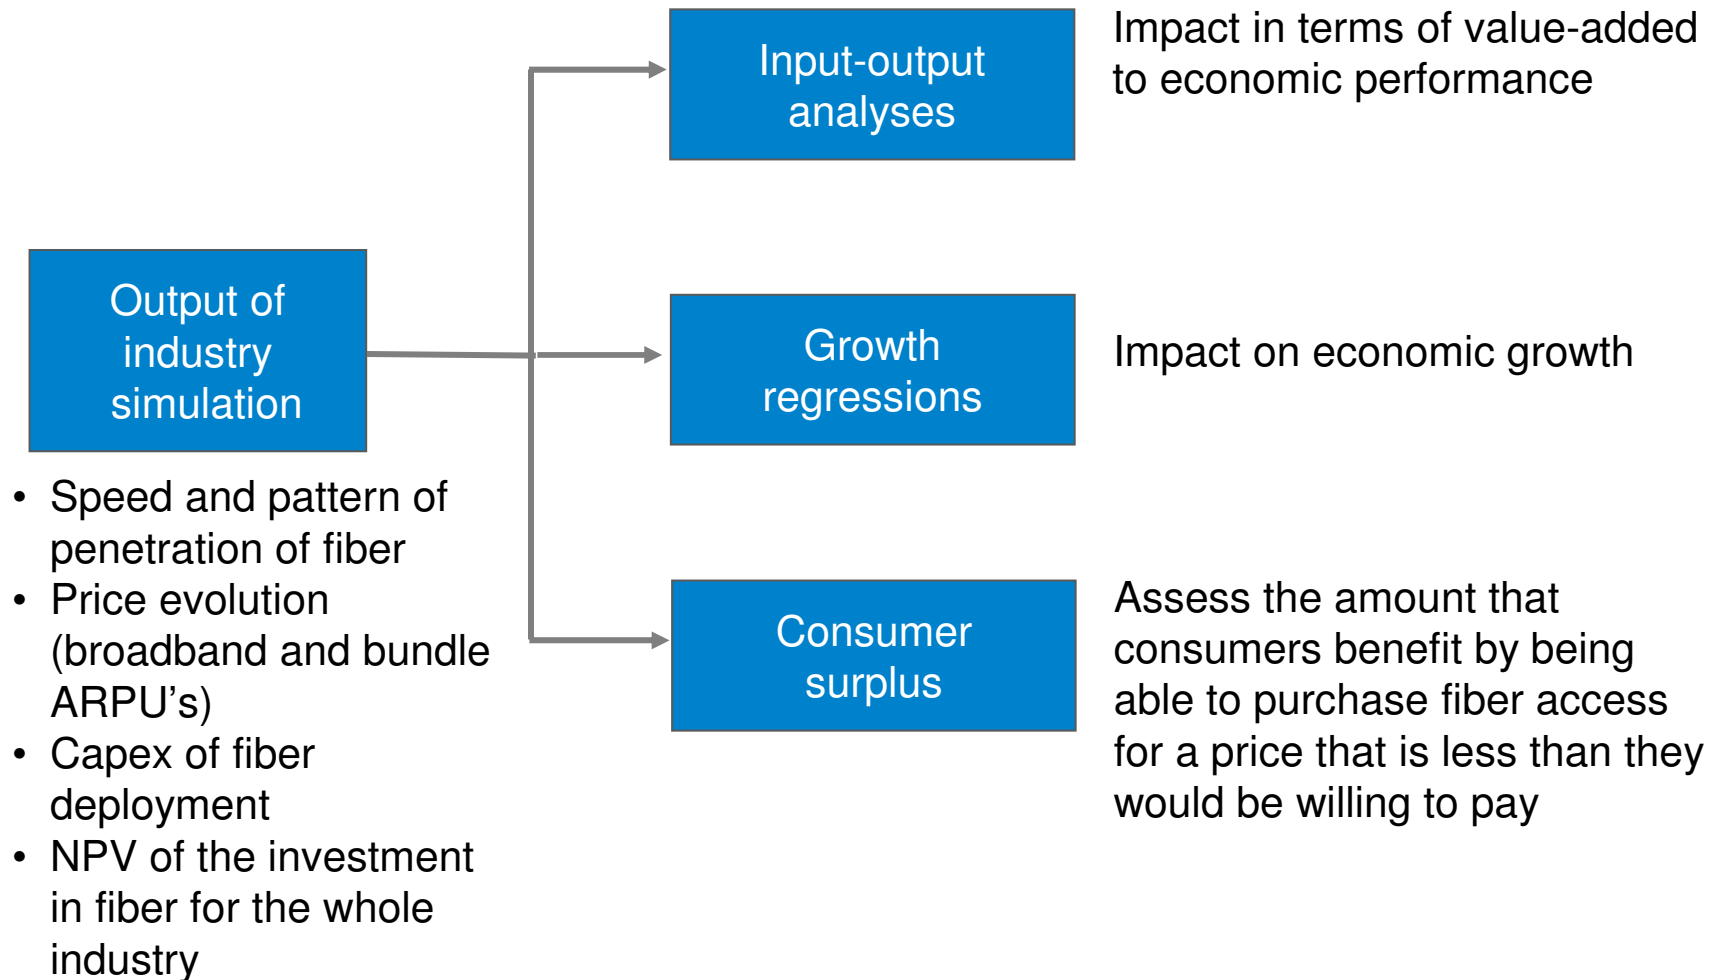 Input-output
analyses
Impact in terms of value-added
to economic performance
Output of
industry
simulation
Growth
regressions
Impact on economic growth
• Speed and pattern of
penetration of fiber
• Price evolution
(broadband and bundle
ARPU’s)
• Capex of fiber
deployment
• NPV of the investment
in fiber for the whole
industry
Consumer
surplus
Assess the amount that
consumers benefit by being
able to purchase fiber access
for a price that is less than they
would be willing to pay